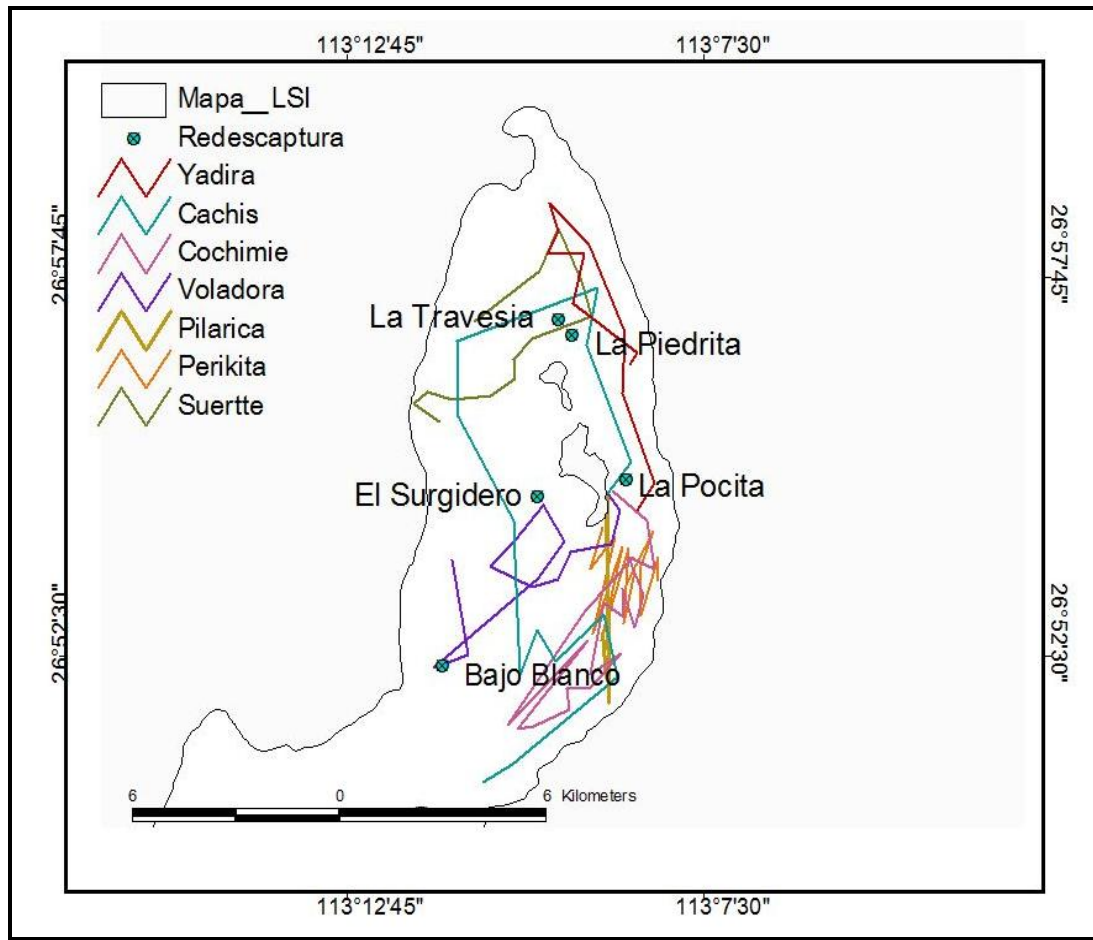 113°12'45" 113°7'30"
Mapa__LSI
Redescaptura
Yadira
Cachis
Cochimie
Voladora
Pilarica
Perikita
Suertte
26°57'45" 26°57'45"
La Travesia
La Piedrita
El Surgidero
La Pocita
26°52'30" 26°52'30"
Bajo Blanco
6 0 6 Kilometers
113°12'45" 113°7'30"